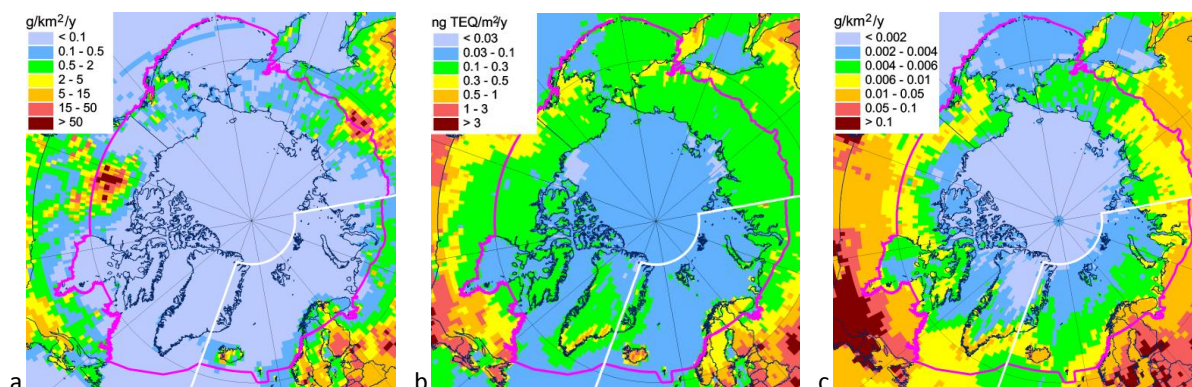 g/km²/y
< 0.1
0.1 - 0.5
0.5 - 2
2 - 5
5 - 15
15 - 50
> 50
a
ng TEQ/m²/y
< 0.03
0.03 - 0.1
0.1 - 0.3
0.3 - 0.5
0.5 - 1
1 - 3
> 3
b
g/km²/y
< 0.002
0.002 - 0.004
0.004 - 0.006
0.006 - 0.01
0.01 - 0.05
0.05 - 0.1
> 0.1
c